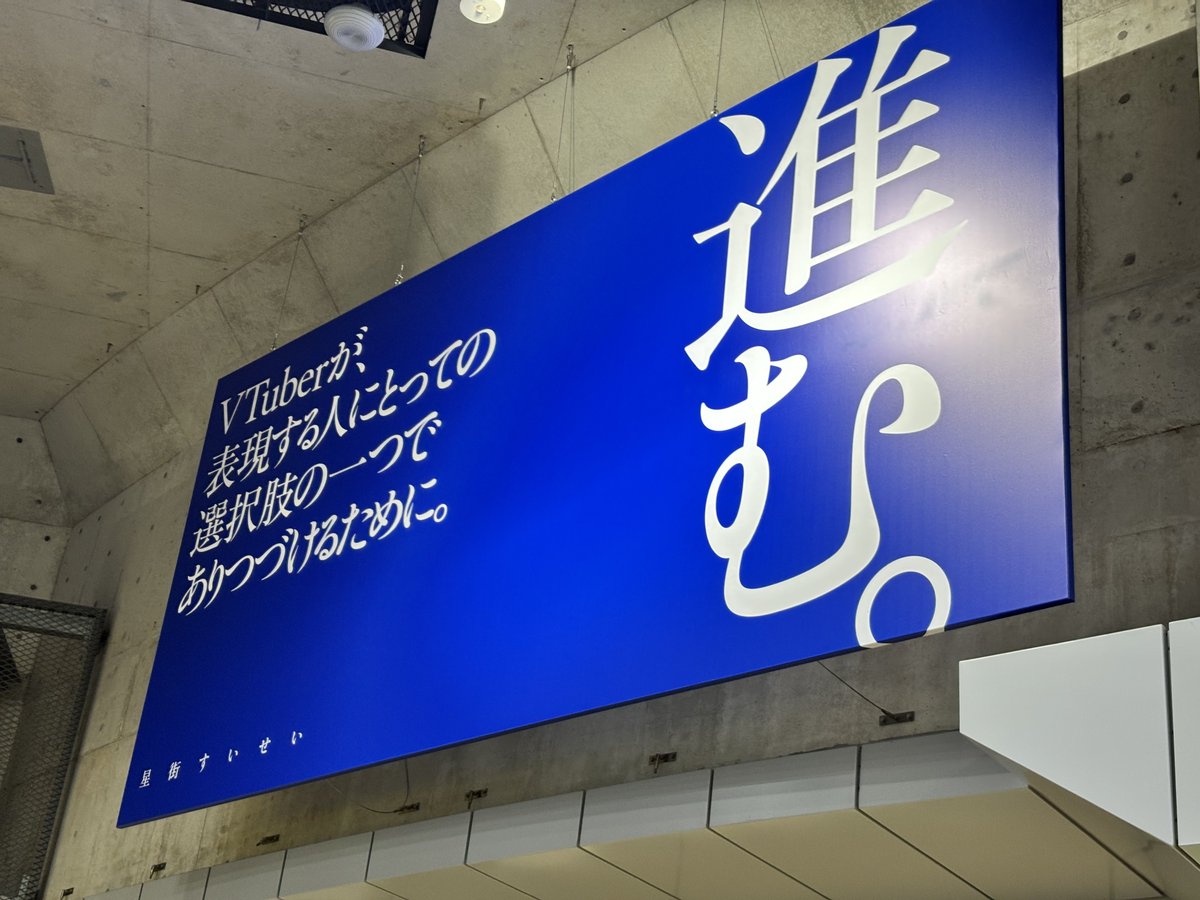 進む。
VTuberが、
表現する人にとっての
選択肢の一つで
ありつづけるために。
星街すいせい